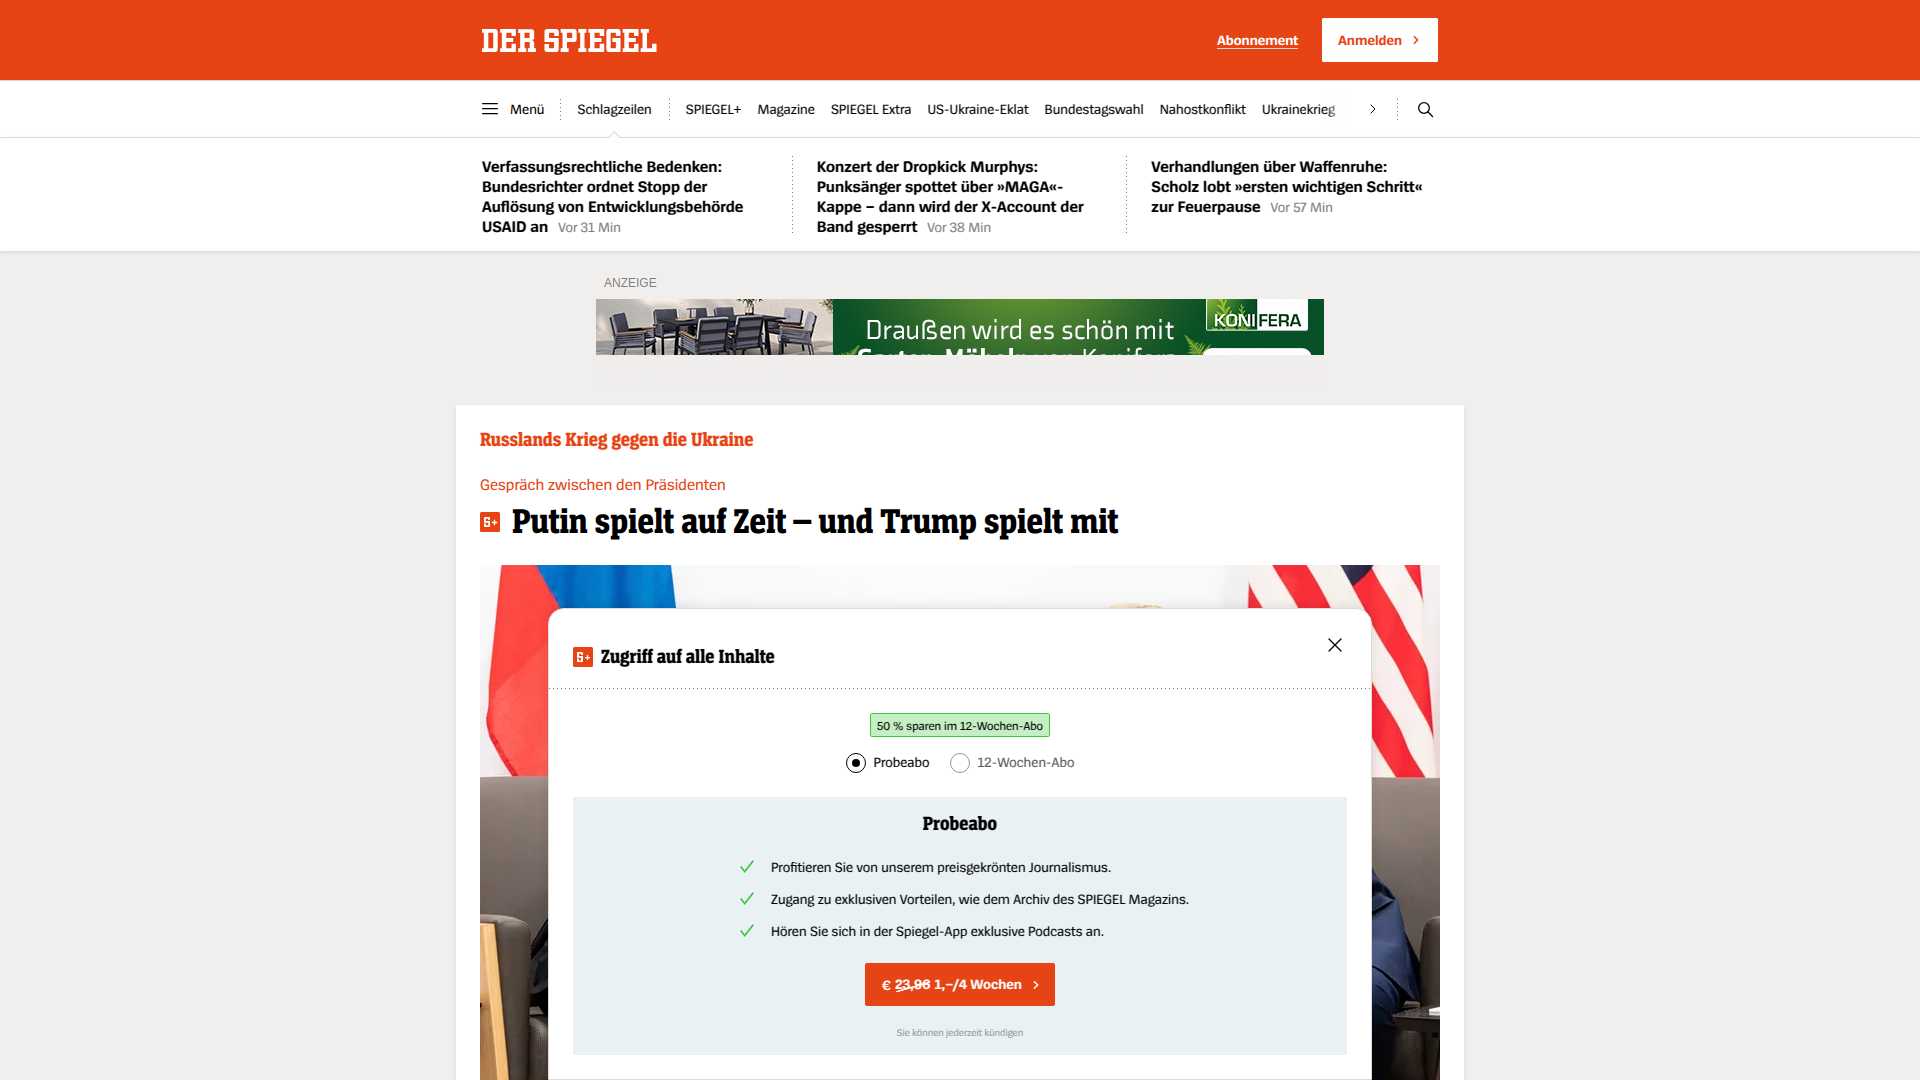 DER SPIEGEL
Abonnement
Anmelden
Menü
Schlagzeilen
SPIEGEL+
Magazine
SPIEGEL Extra
US-Ukraine-Eklat
Bundestagswahl
Nahostkonflikt
Ukrainekrieg
Verfassungsrechtliche Bedenken:
Bundesrichter ordnet Stopp der
Auflösung von Entwicklungsbehörde
USAID an Vor 31 Min
Konzert der Dropkick Murphys:
Punksänger spottet über »MAGA«-
Kappe – dann wird der X-Account der
Band gesperrt Vor 38 Min
Verhandlungen über Waffenruhe:
Scholz lobt »ersten wichtigen Schritt«
zur Feuerpause Vor 57 Min
ANZEIGE
Draußen wird es schön mit
KONIFERA
Russlands Krieg gegen die Ukraine
Gespräch zwischen den Präsidenten
S+ Putin spielt auf Zeit – und Trump spielt mit
S+ Zugriff auf alle Inhalte
50 % sparen im 12-Wochen-Abo
Probeabo
12-Wochen-Abo
Probeabo
Profitieren Sie von unserem preisgekrönten Journalismus.
Zugang zu exklusiven Vorteilen, wie dem Archiv des SPIEGEL Magazins.
Hören Sie sich in der Spiegel-App exklusive Podcasts an.
€ 23,96 1,–/4 Wochen
Sie können jederzeit kündigen